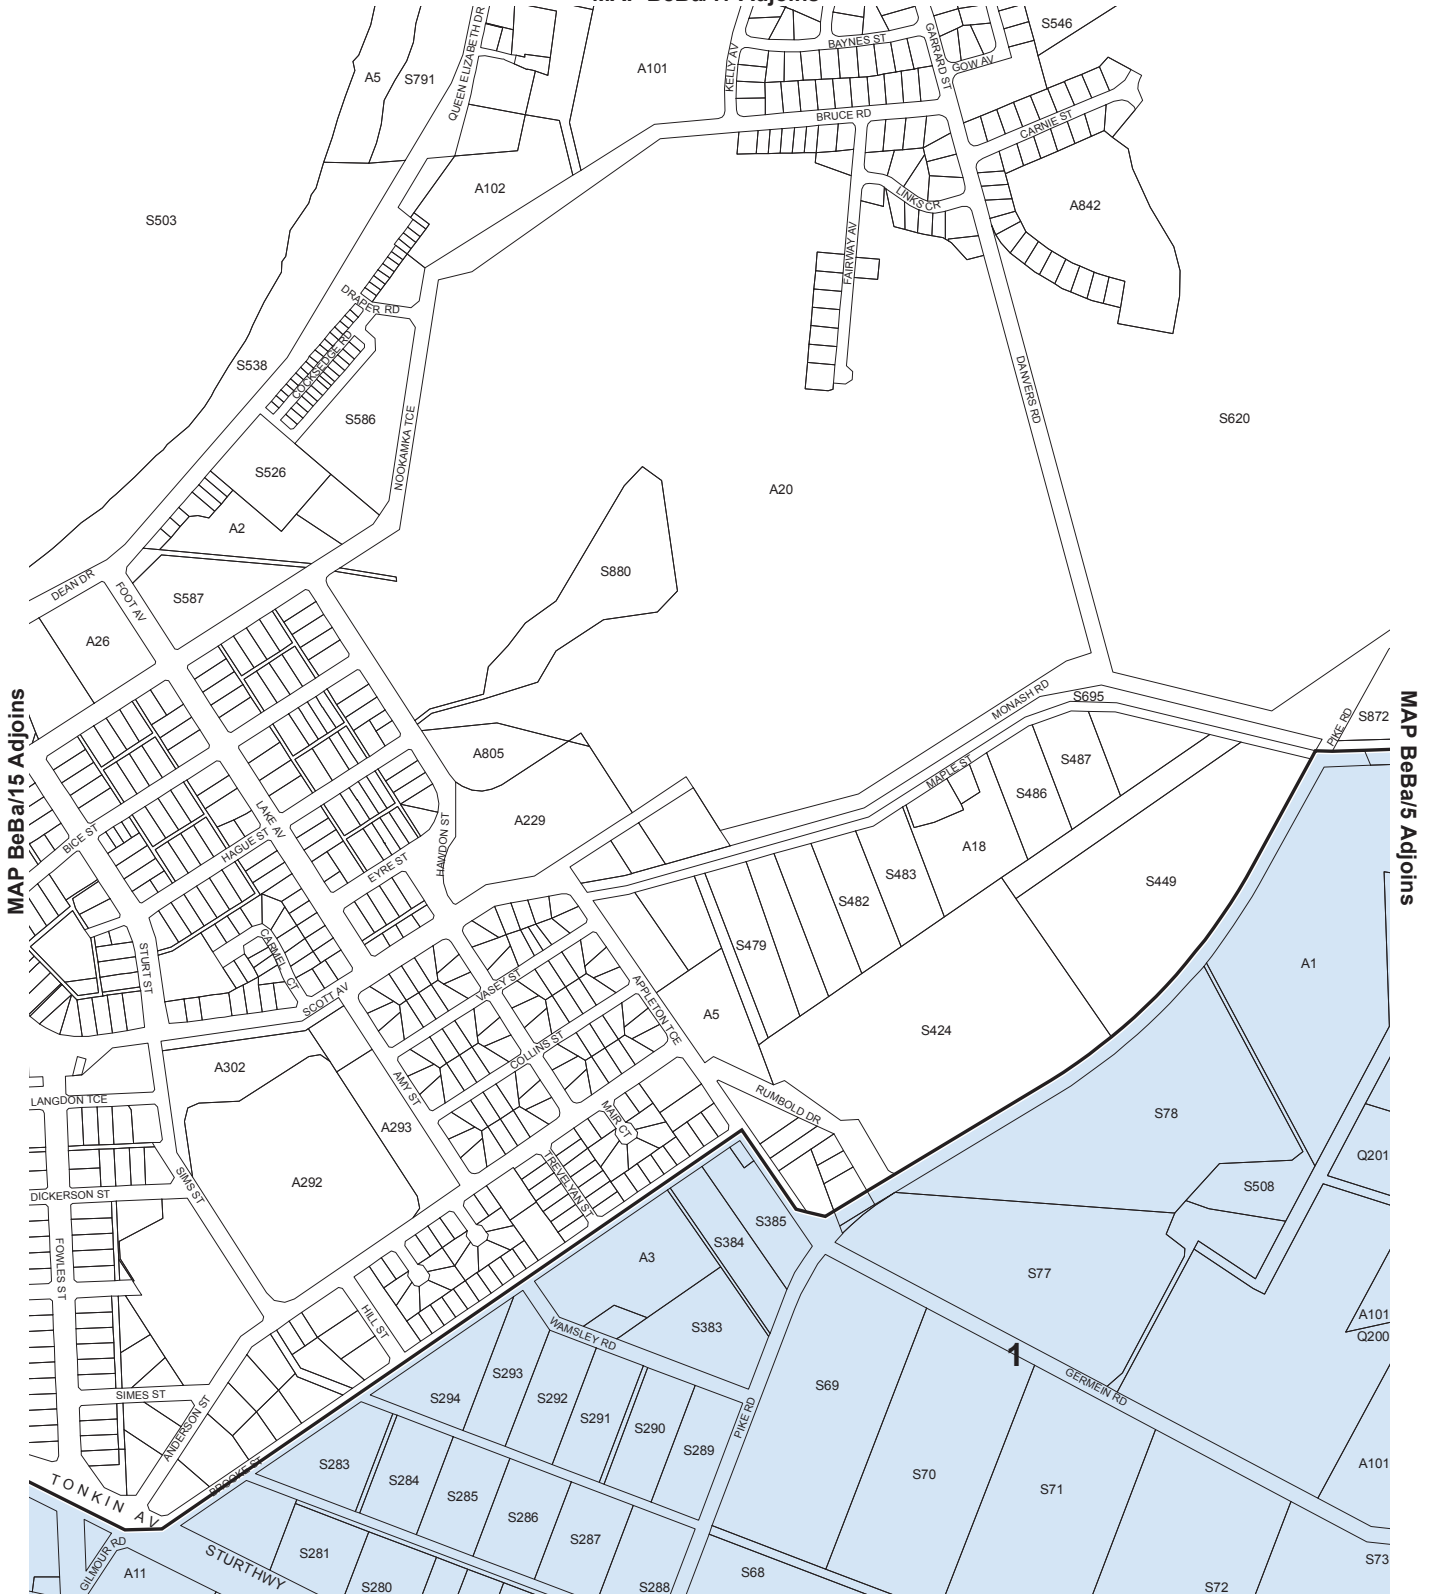 QUEEN ELIZABETH DR
BAYNES ST
GARRARD ST
S546
A5
S791
A101
KELLY AV
GOW AV
BRUCE RD
CARNIE ST
A102
LINKS CR
A842
S503
FAIRWAY AV
DRAPER RD
COCKSEDGE RD
S538
S586
NOOKAMKA TCE
DANVERS RD
S620
S526
A20
A2
S880
DEAN DR
FOOT AV
S587
A26
MONASH RD
S695
PIKE RD
S872
MAP BeBa/15 Adjoins
MAP BeBa/5 Adjoins
A805
MAPLE ST
S487
S486
A229
LAKE AV
BICE ST
HAGUE ST
HAWDON ST
EYRE ST
A18
S483
S449
S482
S479
CARMEL CT
STURT ST
A1
VASEY ST
SCOTT AV
APPLETON TCE
A5
S424
COLLINS ST
A302
LANGDON TCE
AMY ST
A293
MAIR CT
RUMBOLD DR
S78
Q201
A292
SIMS ST
TREVELYAN ST
DICKERSON ST
S508
S385
S384
FOWLES ST
A3
S77
A101
HILL ST
WAMSLEY RD
S383
Q200
1
S293
S294
S292
S291
S290
S289
S69
GERMEIN RD
SIMES ST
ANDERSON ST
PIKE RD
BROOKE ST
S283
S284
S285
S286
S287
S70
S71
A101
TONKIN AV
GILMOUR RD
STURT HWY
A11
S281
S280
S288
S68
S72
S73